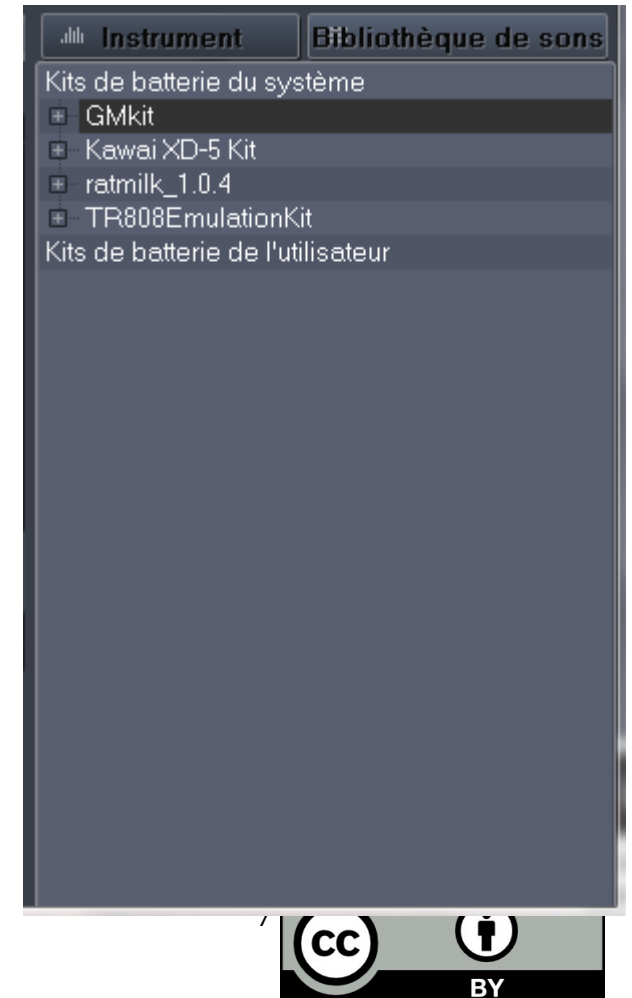 Instrument
Bibliothèque de sons
Kits de batterie du système
GMkit
Kawai XD-5 Kit
ratmilk_1.0.4
TR808EmulationKit
Kits de batterie de l'utilisateur
cc
BY